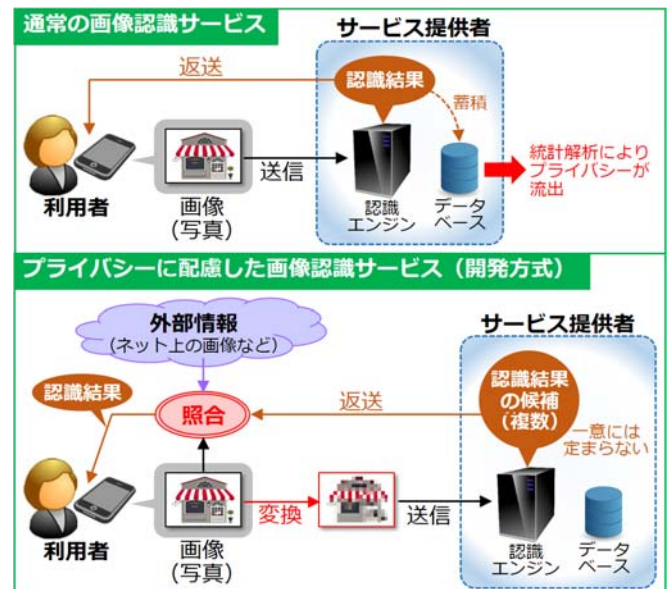 通常の画像認識サービス
サービス提供者
返送
認識結果
蓄積
送信
利用者
画像
(写真)
認識
エンジン
データ
ベース
統計解析により
プライバシーが
流出
プライバシーに配慮した画像認識サービス（開発方式）
外部情報
(ネット上の画像など)
サービス提供者
認識結果
照合
返送
認識結果
の候補
(複数)
一意には
定まらない
変換
送信
利用者
画像
(写真)
認識
エンジン
データ
ベース